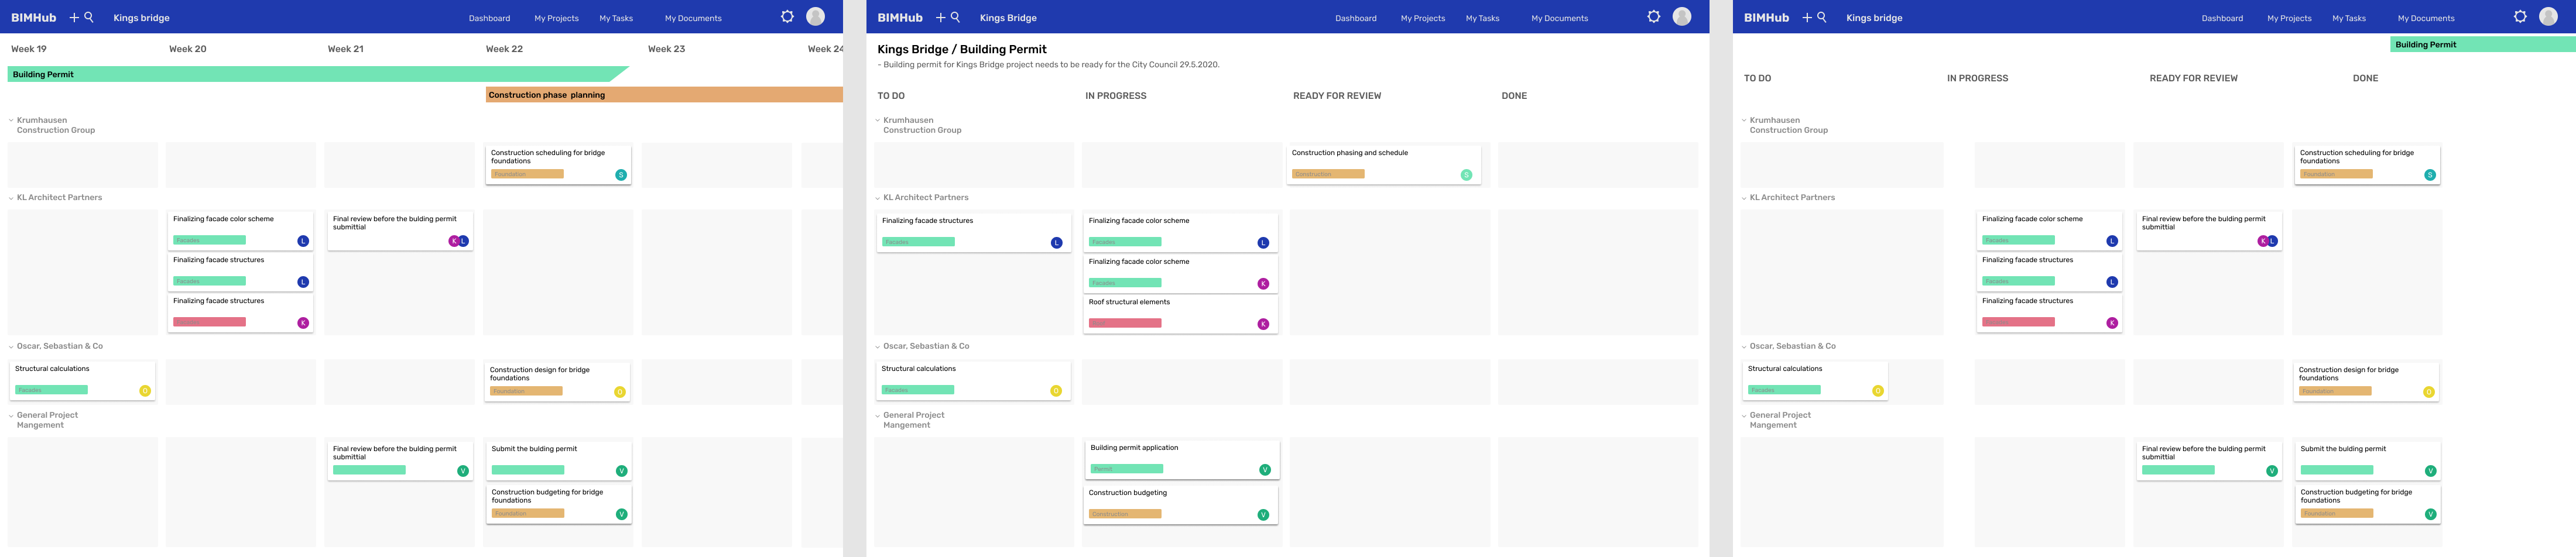 BIMHub
Kings bridge
Dashboard
My Projects
My Tasks
My Documents
Week 19
Week 20
Week 21
Week 22
Week 23
Week 24
Building Permit
Construction phase planning
Krumhausen
Construction Group
Construction scheduling for bridge
foundations
Foundation
S
KL Architect Partners
Finalizing facade color scheme
Facades
L
Finalizing facade structures
Facades
L
Finalizing facade structures
K
Final review before the bulding permit
submittial
K L
Oscar, Sebastian & Co
Structural calculations
Facades
O
Construction design for bridge
foundations
Foundation
O
General Project
Mangement
Final review before the bulding permit
submittial
V
Submit the bulding permit
V
Construction budgeting for bridge
foundations
Foundation
V
BIMHub
Kings Bridge
Dashboard
My Projects
My Tasks
My Documents
Kings Bridge / Building Permit
- Building permit for Kings Bridge project needs to be ready for the City Council 29.5.2020.
TO DO
IN PROGRESS
READY FOR REVIEW
DONE
Krumhausen
Construction Group
Construction phasing and schedule
Construction
S
KL Architect Partners
Finalizing facade structures
Facades
L
Finalizing facade color scheme
Facades
L
Finalizing facade color scheme
Facades
K
Roof structural elements
K
Oscar, Sebastian & Co
Structural calculations
Facades
O
General Project
Mangement
Building permit application
Permit
V
Construction budgeting
Construction
V
BIMHub
Kings bridge
Dashboard
My Projects
My Tasks
My Documents
Building Permit
TO DO
IN PROGRESS
READY FOR REVIEW
DONE
Krumhausen
Construction Group
Construction scheduling for bridge
foundations
Foundation
S
KL Architect Partners
Finalizing facade color scheme
Facades
L
Finalizing facade structures
Facades
L
Finalizing facade structures
K
Final review before the bulding permit
submittial
K L
Oscar, Sebastian & Co
Structural calculations
Facades
O
Construction design for bridge
foundations
Foundation
O
General Project
Mangement
Final review before the bulding permit
submittial
V
Submit the bulding permit
V
Construction budgeting for bridge
foundations
Foundation
V